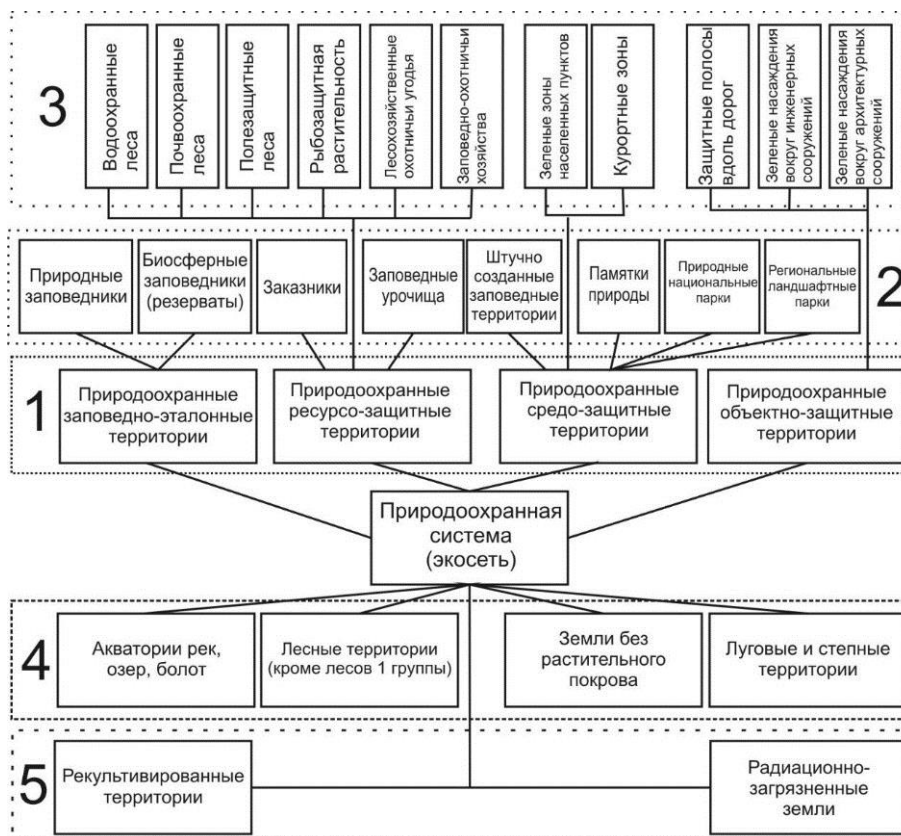 3
Водоохранные
леса
Почвоохранные
леса
Полезащитные
леса
Рыбозащитная
растительность
Лесохозяйственные
охотничьи угодья
Заповедно-охотничьи
хозяйства
Зеленые зоны
населенных пунктов
Курортные зоны
Защитные полосы
вдоль дорог
Зеленые насаждения
вокруг инженерных
сооружений
Зеленые насаждения
вокруг архитектурных
сооружений
Природные
заповедники
Биосферные
заповедники
(резерваты)
Заказники
Заповедные
урочища
Штучно
созданные
заповедные
территории
Памятки
природы
Природные
национальные
парки
Региональные
ландшафтные
парки
2
1
Природоохранные
заповедно-эталонные
территории
Природоохранные
ресурсо-защитные
территории
Природоохранные
средо-защитные
территории
Природоохранные
объектно-защитные
территории
Природоохранная
система
(экосеть)
4
Акватории рек,
озер, болот
Лесные территории
(кроме лесов 1 группы)
Земли без
растительного
покрова
Луговые и степные
территории
5
Рекультивированные
территории
Радиационно-
загрязненные
земли